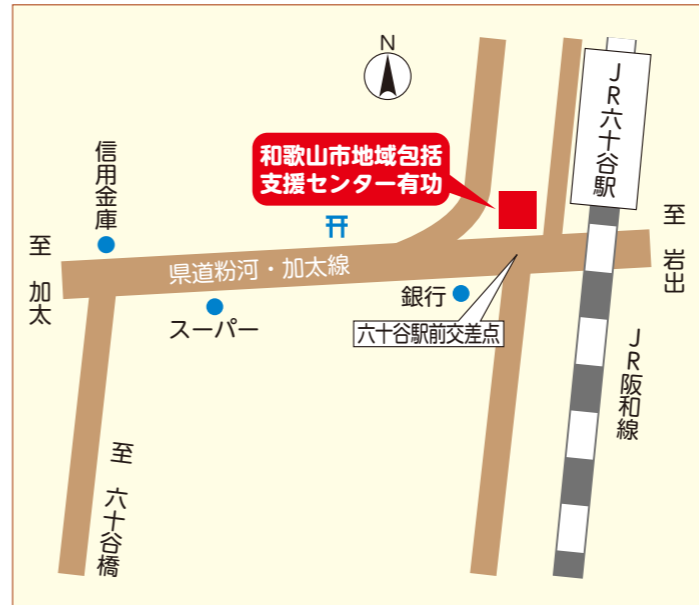 N
JR六十谷駅
和歌山市地域包括
支援センター有功
信用金庫
至 加太
県道粉河・加太線
至 岩出
スーパー
銀行
六十谷駅前交差点
JR阪和線
至 六十谷橋